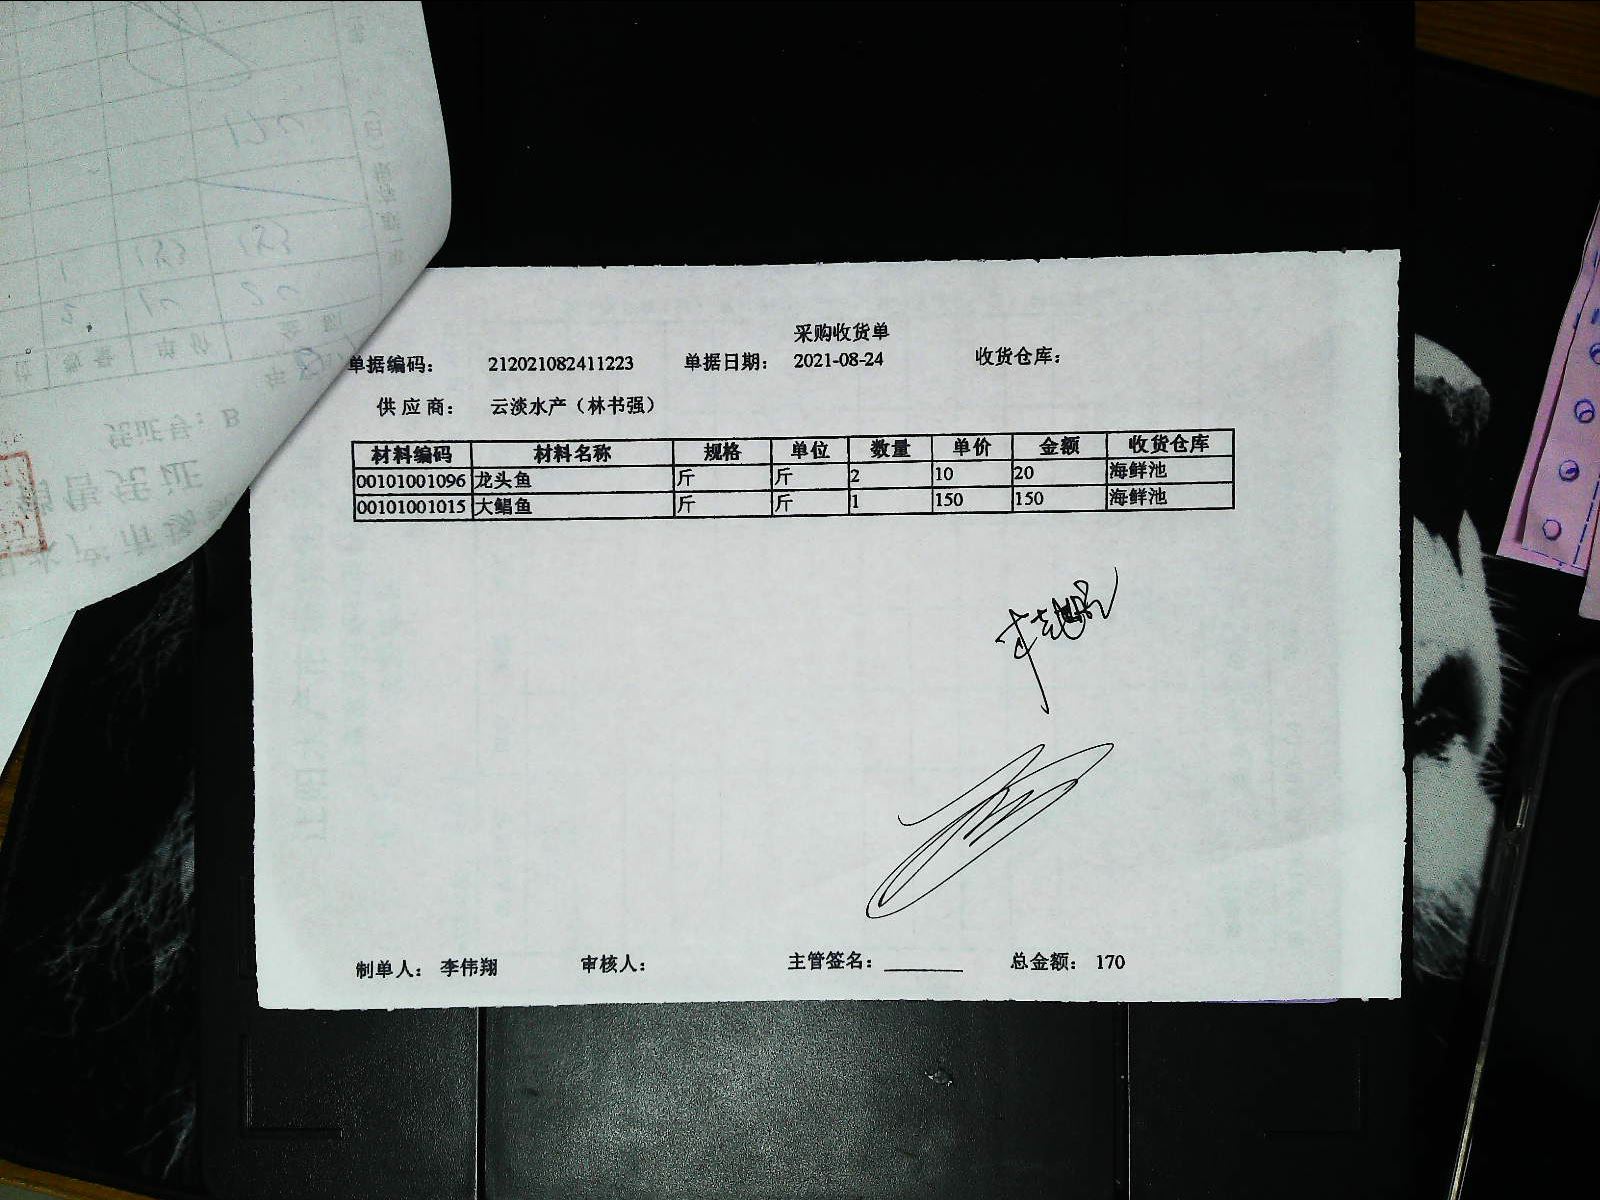 采购收货单
单据编码： 212021082411223 单据日期： 2021-08-24 收货仓库：
供应商： 云淡水产（林书强）
材料编码 材料名称 规格 单位 数量 单价 金额 收货仓库
00101001096 龙头鱼 斤 斤 2 10 20 海鲜池
00101001015 大鲳鱼 斤 斤 1 150 150 海鲜池
制单人： 李伟翔 审核人： 主管签名： 总金额： 170